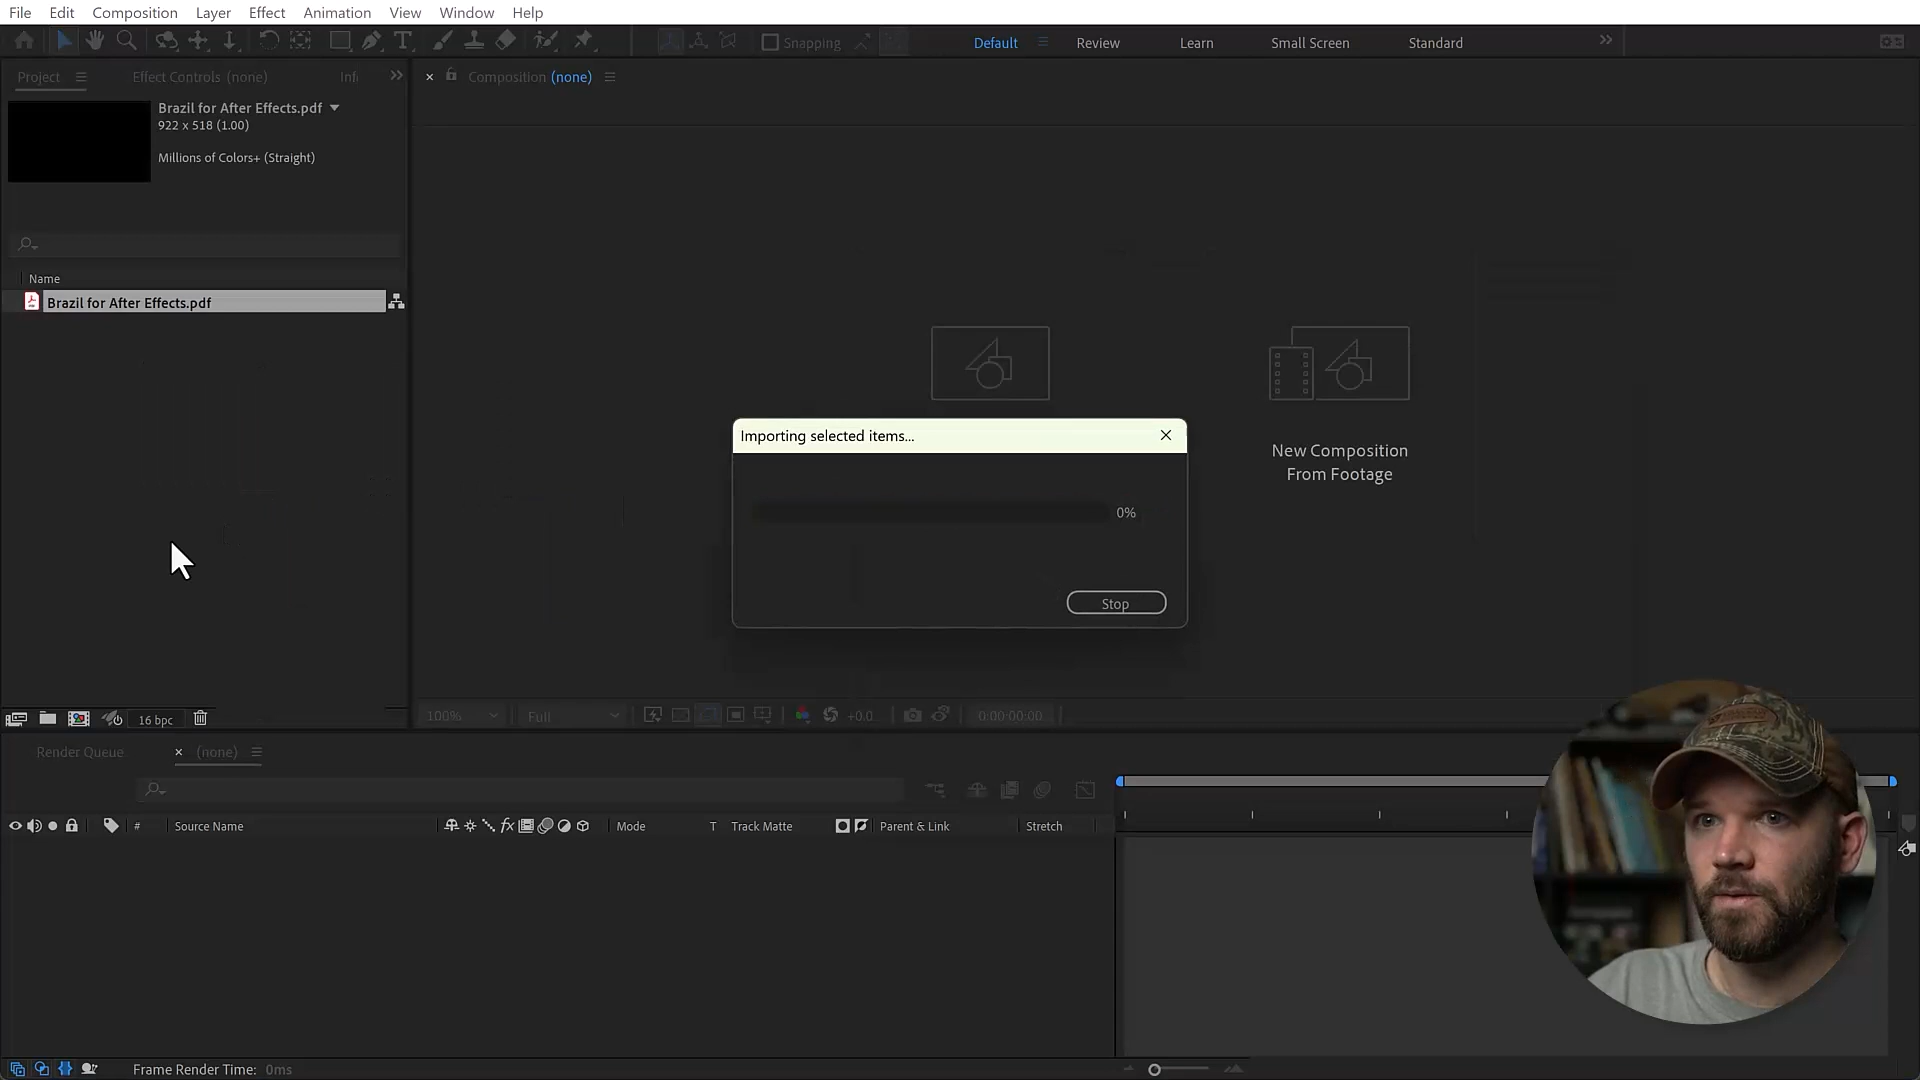 File Edit Composition Layer Effect Animation View Window Help
Snapping Default Review Learn Small Screen Standard
Project Effect Controls (none) Inf
Composition (none)
Brazil for After Effects.pdf
922 x 518 (1.00)
Millions of Colors+ (Straight)
Name
Brazil for After Effects.pdf
Importing selected items...
0%
Stop
New Composition
From Footage
16 bpc
100% Full +0.0 0:00:00:00
Render Queue (none)
# Source Name fx Mode T Track Matte Parent & Link Stretch
Frame Render Time: 0ms